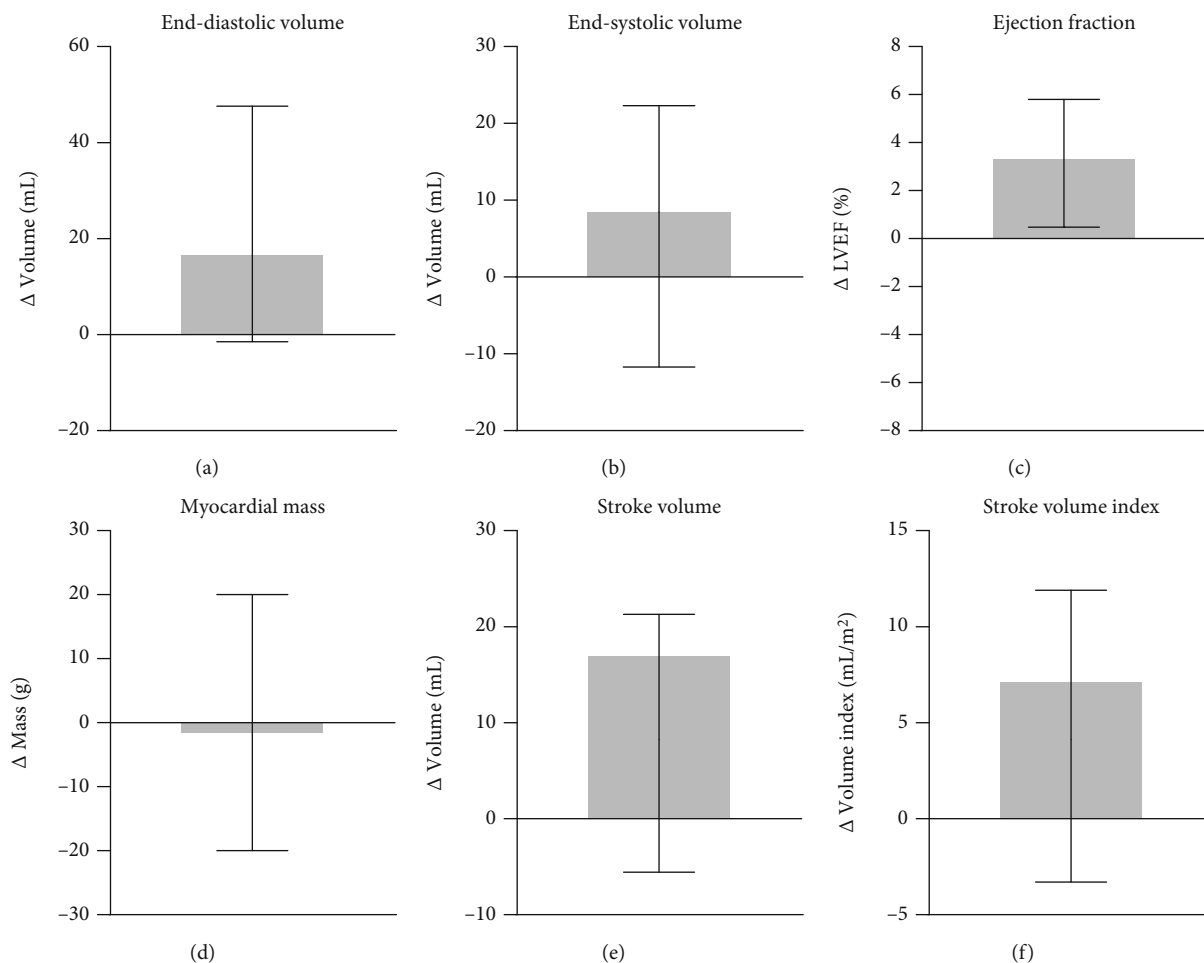 End-diastolic volume
60
40
20
0
–20
Δ Volume (mL)
(a)
End-systolic volume
30
20
10
0
–10
–20
Δ Volume (mL)
(b)
Ejection fraction
8
6
4
2
0
–2
–4
–6
–8
Δ LVEF (%)
(c)
Myocardial mass
30
20
10
0
–10
–20
–30
Δ Mass (g)
(d)
Stroke volume
30
20
10
0
–10
Δ Volume (mL)
(e)
Stroke volume index
15
10
5
0
–5
Δ Volume index (mL/m²)
(f)